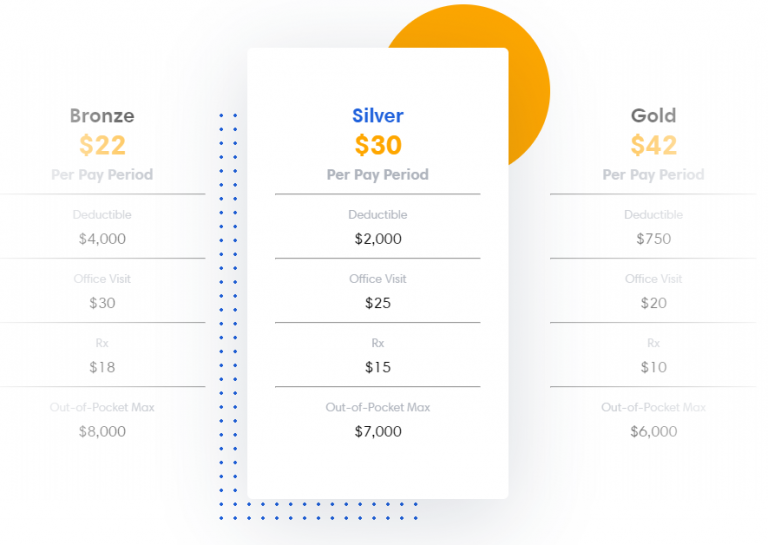 Bronze
$22
Per Pay Period
Deductible
$4,000
Office Visit
$30
Rx
$18
Out-of-Pocket Max
$8,000
Silver
$30
Per Pay Period
Deductible
$2,000
Office Visit
$25
Rx
$15
Out-of-Pocket Max
$7,000
Gold
$42
Per Pay Period
Deductible
$750
Office Visit
$20
Rx
$10
Out-of-Pocket Max
$6,000